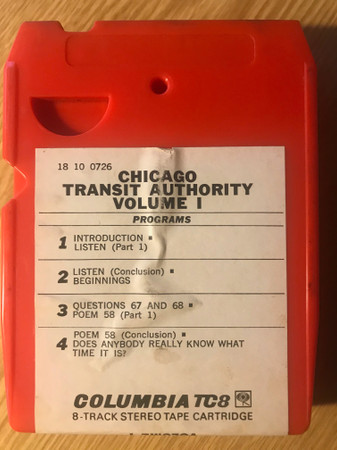 18 10 0726
CHICAGO
TRANSIT AUTHORITY
VOLUME I
PROGRAMS
1 INTRODUCTION ▪
LISTEN (Part 1)
2 LISTEN (Conclusion) ▪
BEGINNINGS
3 QUESTIONS 67 AND 68 ▪
POEM 58 (Part 1)
4 POEM 58 (Conclusion) ▪
DOES ANYBODY REALLY KNOW WHAT
TIME IT IS?
COLUMBIA TC8
8-TRACK STEREO TAPE CARTRIDGE